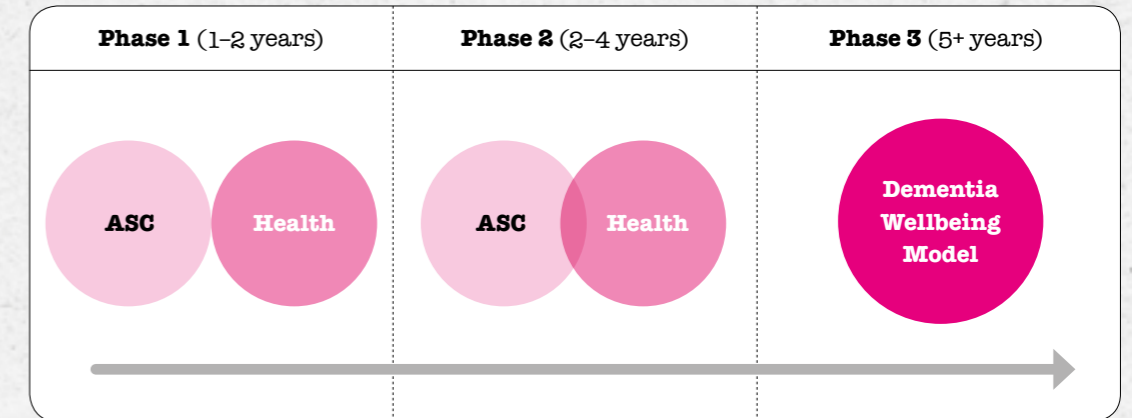 Phase 1 (1–2 years)
Phase 2 (2–4 years)
Phase 3 (5+ years)
ASC
Health
ASC
Health
Dementia
Wellbeing
Model